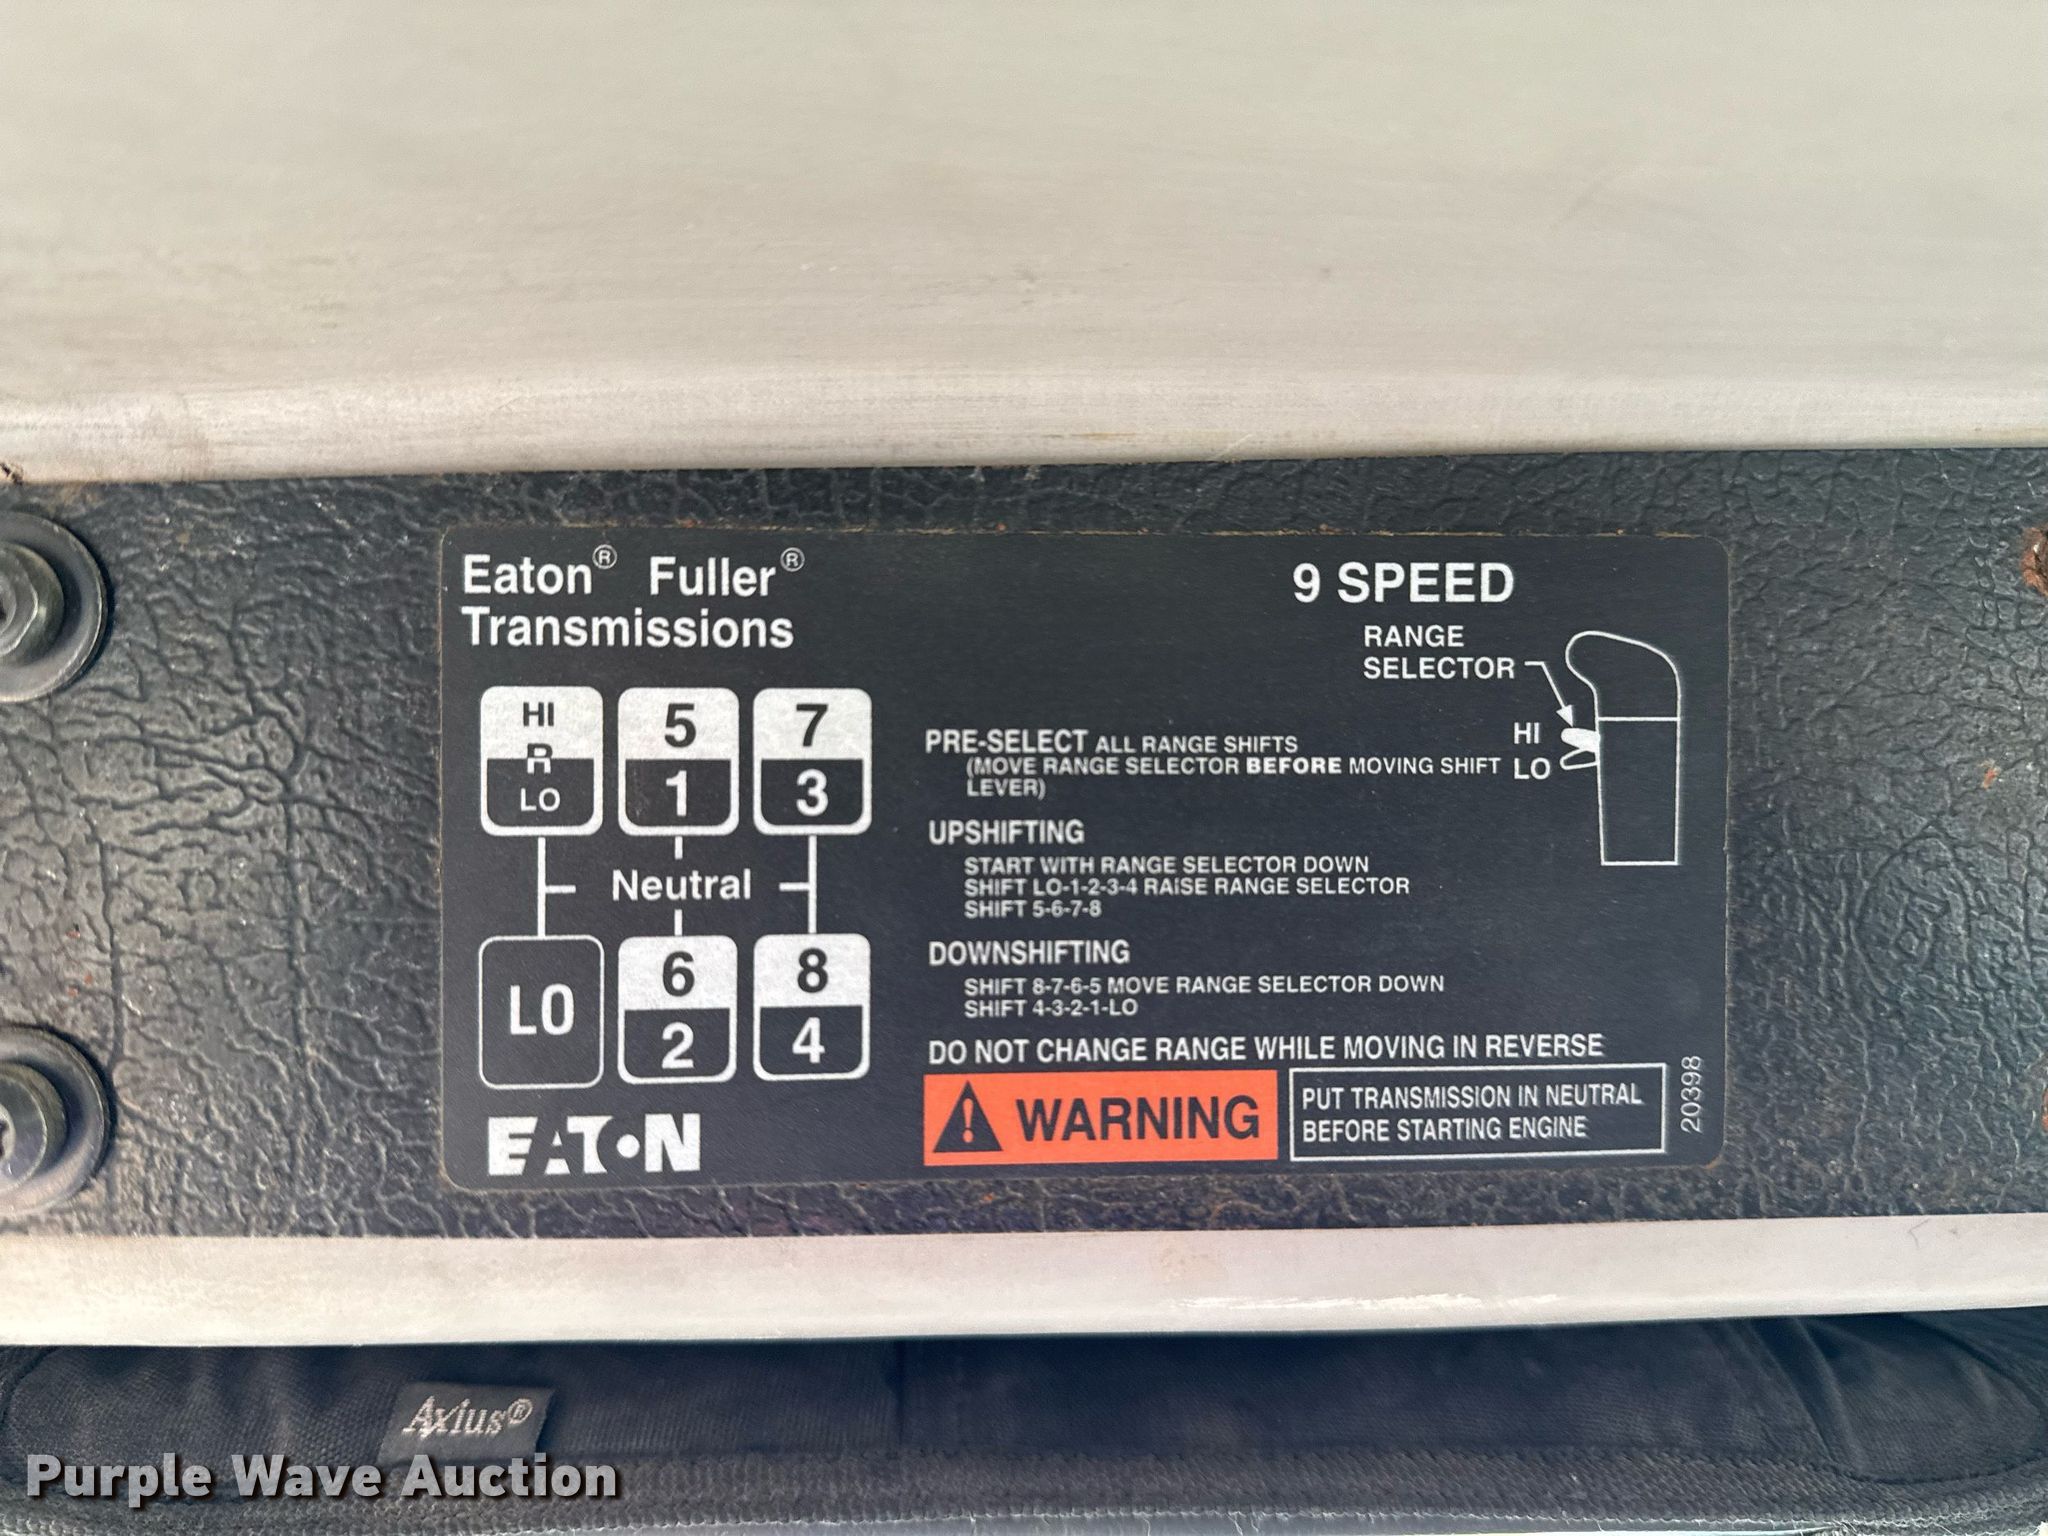 Eaton® Fuller®
Transmissions
9 SPEED
RANGE
SELECTOR
HI
LO
HI
R
LO
5
1
7
3
Neutral
LO
6
2
8
4
PRE-SELECT ALL RANGE SHIFTS
(MOVE RANGE SELECTOR BEFORE MOVING SHIFT
LEVER)
UPSHIFTING
START WITH RANGE SELECTOR DOWN
SHIFT LO-1-2-3-4 RAISE RANGE SELECTOR
SHIFT 5-6-7-8
DOWNSHIFTING
SHIFT 8-7-6-5 MOVE RANGE SELECTOR DOWN
SHIFT 4-3-2-1-LO
DO NOT CHANGE RANGE WHILE MOVING IN REVERSE
WARNING
PUT TRANSMISSION IN NEUTRAL
BEFORE STARTING ENGINE
20398
EATON
Axius®
Purple Wave Auction